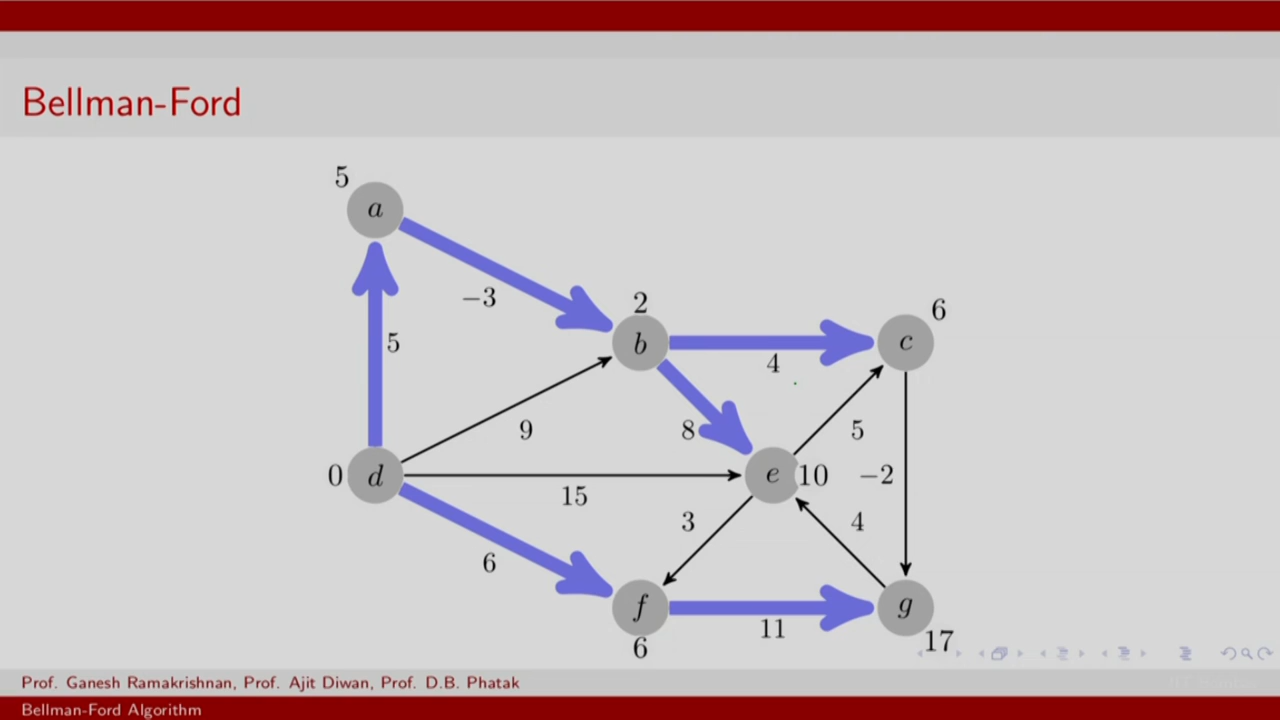 Bellman-Ford
5
a
−3
2
6
b
c
5
4
9
8
5
0
d
e
10
−2
15
3
4
6
f
g
11
6
17
Prof. Ganesh Ramakrishnan, Prof. Ajit Diwan, Prof. D.B. Phatak
Bellman-Ford Algorithm